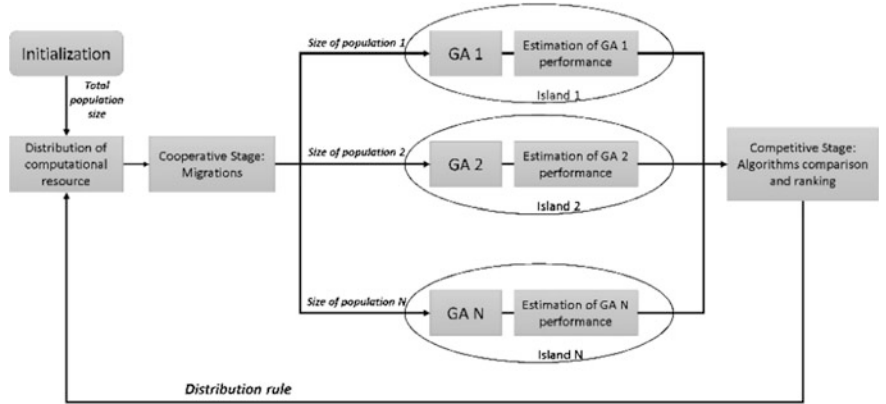 Initialization
Total
population
size
Distribution of
computational
resource
Cooperative Stage:
Migrations
Size of population 1
GA 1
Estimation of GA 1
performance
Island 1
Size of population 2
GA 2
Estimation of GA 2
performance
Island 2
Size of population N
GA N
Estimation of GA N
performance
Island N
Competitive Stage:
Algorithms comparison
and ranking
Distribution rule